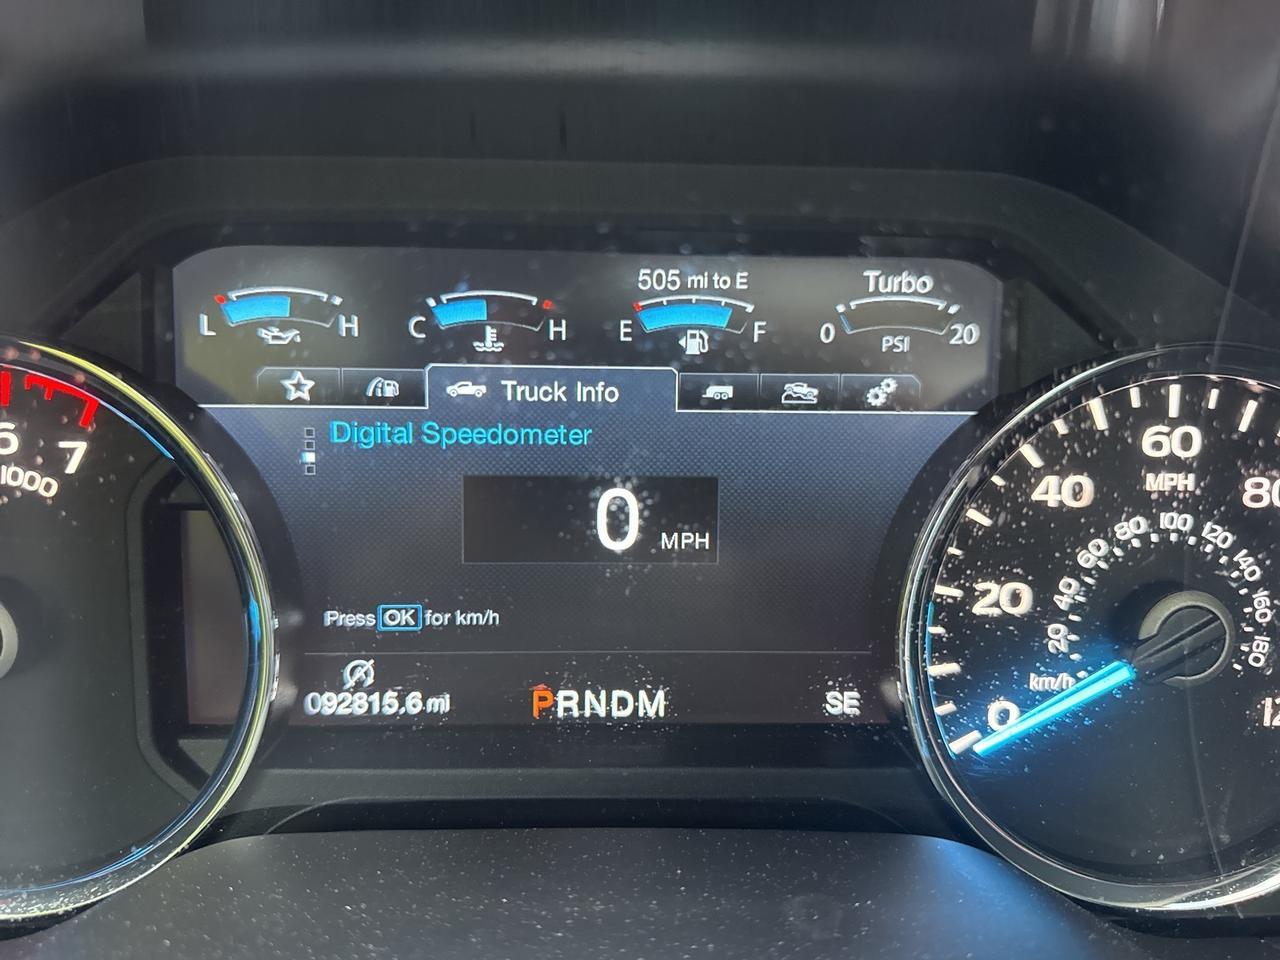 505 mi to E
Turbo
L H
C H
E F
0 PSI 20
Truck Info
Digital Speedometer
0 MPH
Press OK for km/h
092815.6 mi
PRNDM
SE
6 7
1000
0 20 40 60 80
MPH
20 40 60 80 100 120 140 160 180
km/h